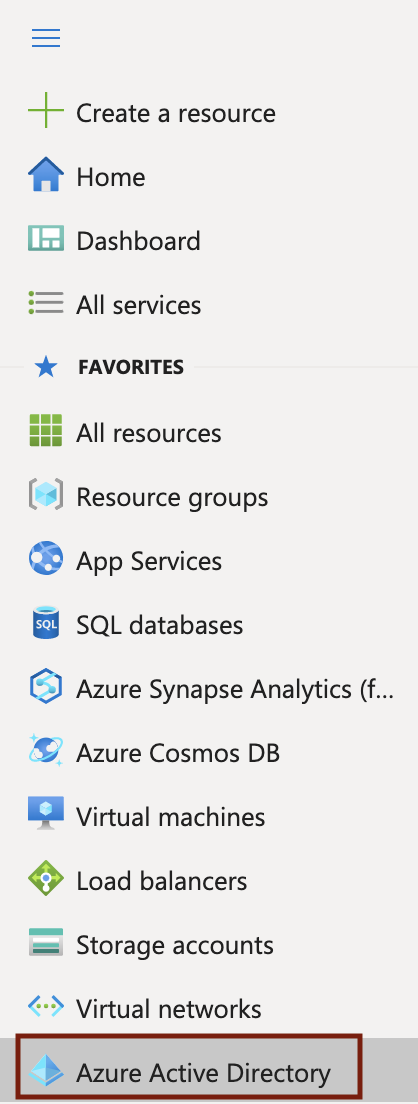 Create a resource
Home
Dashboard
All services
FAVORITES
All resources
Resource groups
App Services
SQL
SQL databases
Azure Synapse Analytics (f...
Azure Cosmos DB
Virtual machines
Load balancers
Storage accounts
Virtual networks
Azure Active Directory